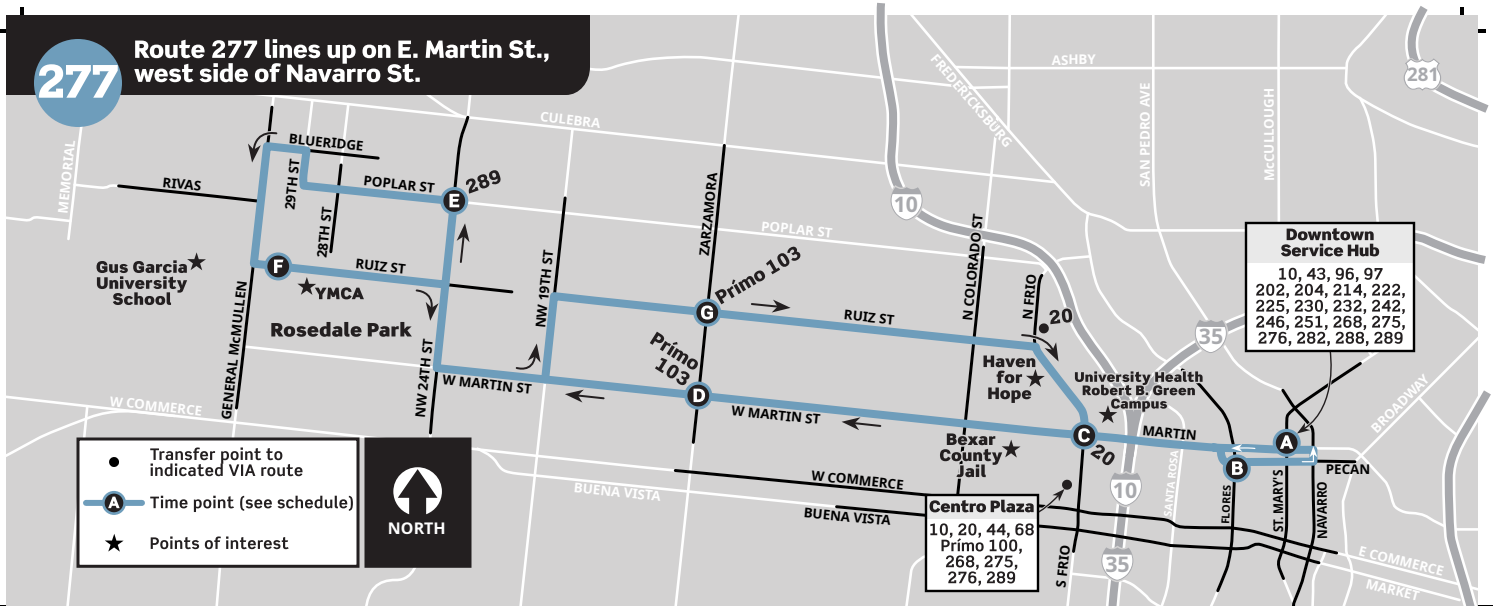 277
Route 277 lines up on E. Martin St.,
west side of Navarro St.
ASHBY
FREDERICKSBURG
SAN PEDRO AVE
McCULLOUGH
281
CULEBRA
MEMORIAL
BLUERIDGE
29TH ST
RIVAS
POPLAR ST
E
289
28TH ST
ZARZAMORA
POPLAR ST
10
N COLORADO ST
Downtown
Service Hub
10, 43, 96, 97
202, 204, 214, 222,
225, 230, 232, 242,
246, 251, 268, 275,
276, 282, 288, 289
Gus Garcia
University
School
F
RUIZ ST
YMCA
NW 19TH ST
Prímo 103
G
RUIZ ST
N FRIO
20
35
Rosedale Park
GENERAL McMULLEN
NW 24TH ST
Prímo
103
W MARTIN ST
D
W MARTIN ST
Haven
for
Hope
University Health
Robert B. Green
Campus
BROADWAY
W COMMERCE
Bexar
County
Jail
C
20
MARTIN
A
B
PECAN
SANTA ROSA
FLORES
ST. MARY'S
NAVARRO
10
W COMMERCE
BUENA VISTA
BUENA VISTA
Centro Plaza
10, 20, 44, 68
Prímo 100,
268, 275,
276, 289
S FRIO
35
E COMMERCE
MARKET
Transfer point to
indicated VIA route
A
Time point (see schedule)
Points of interest
NORTH